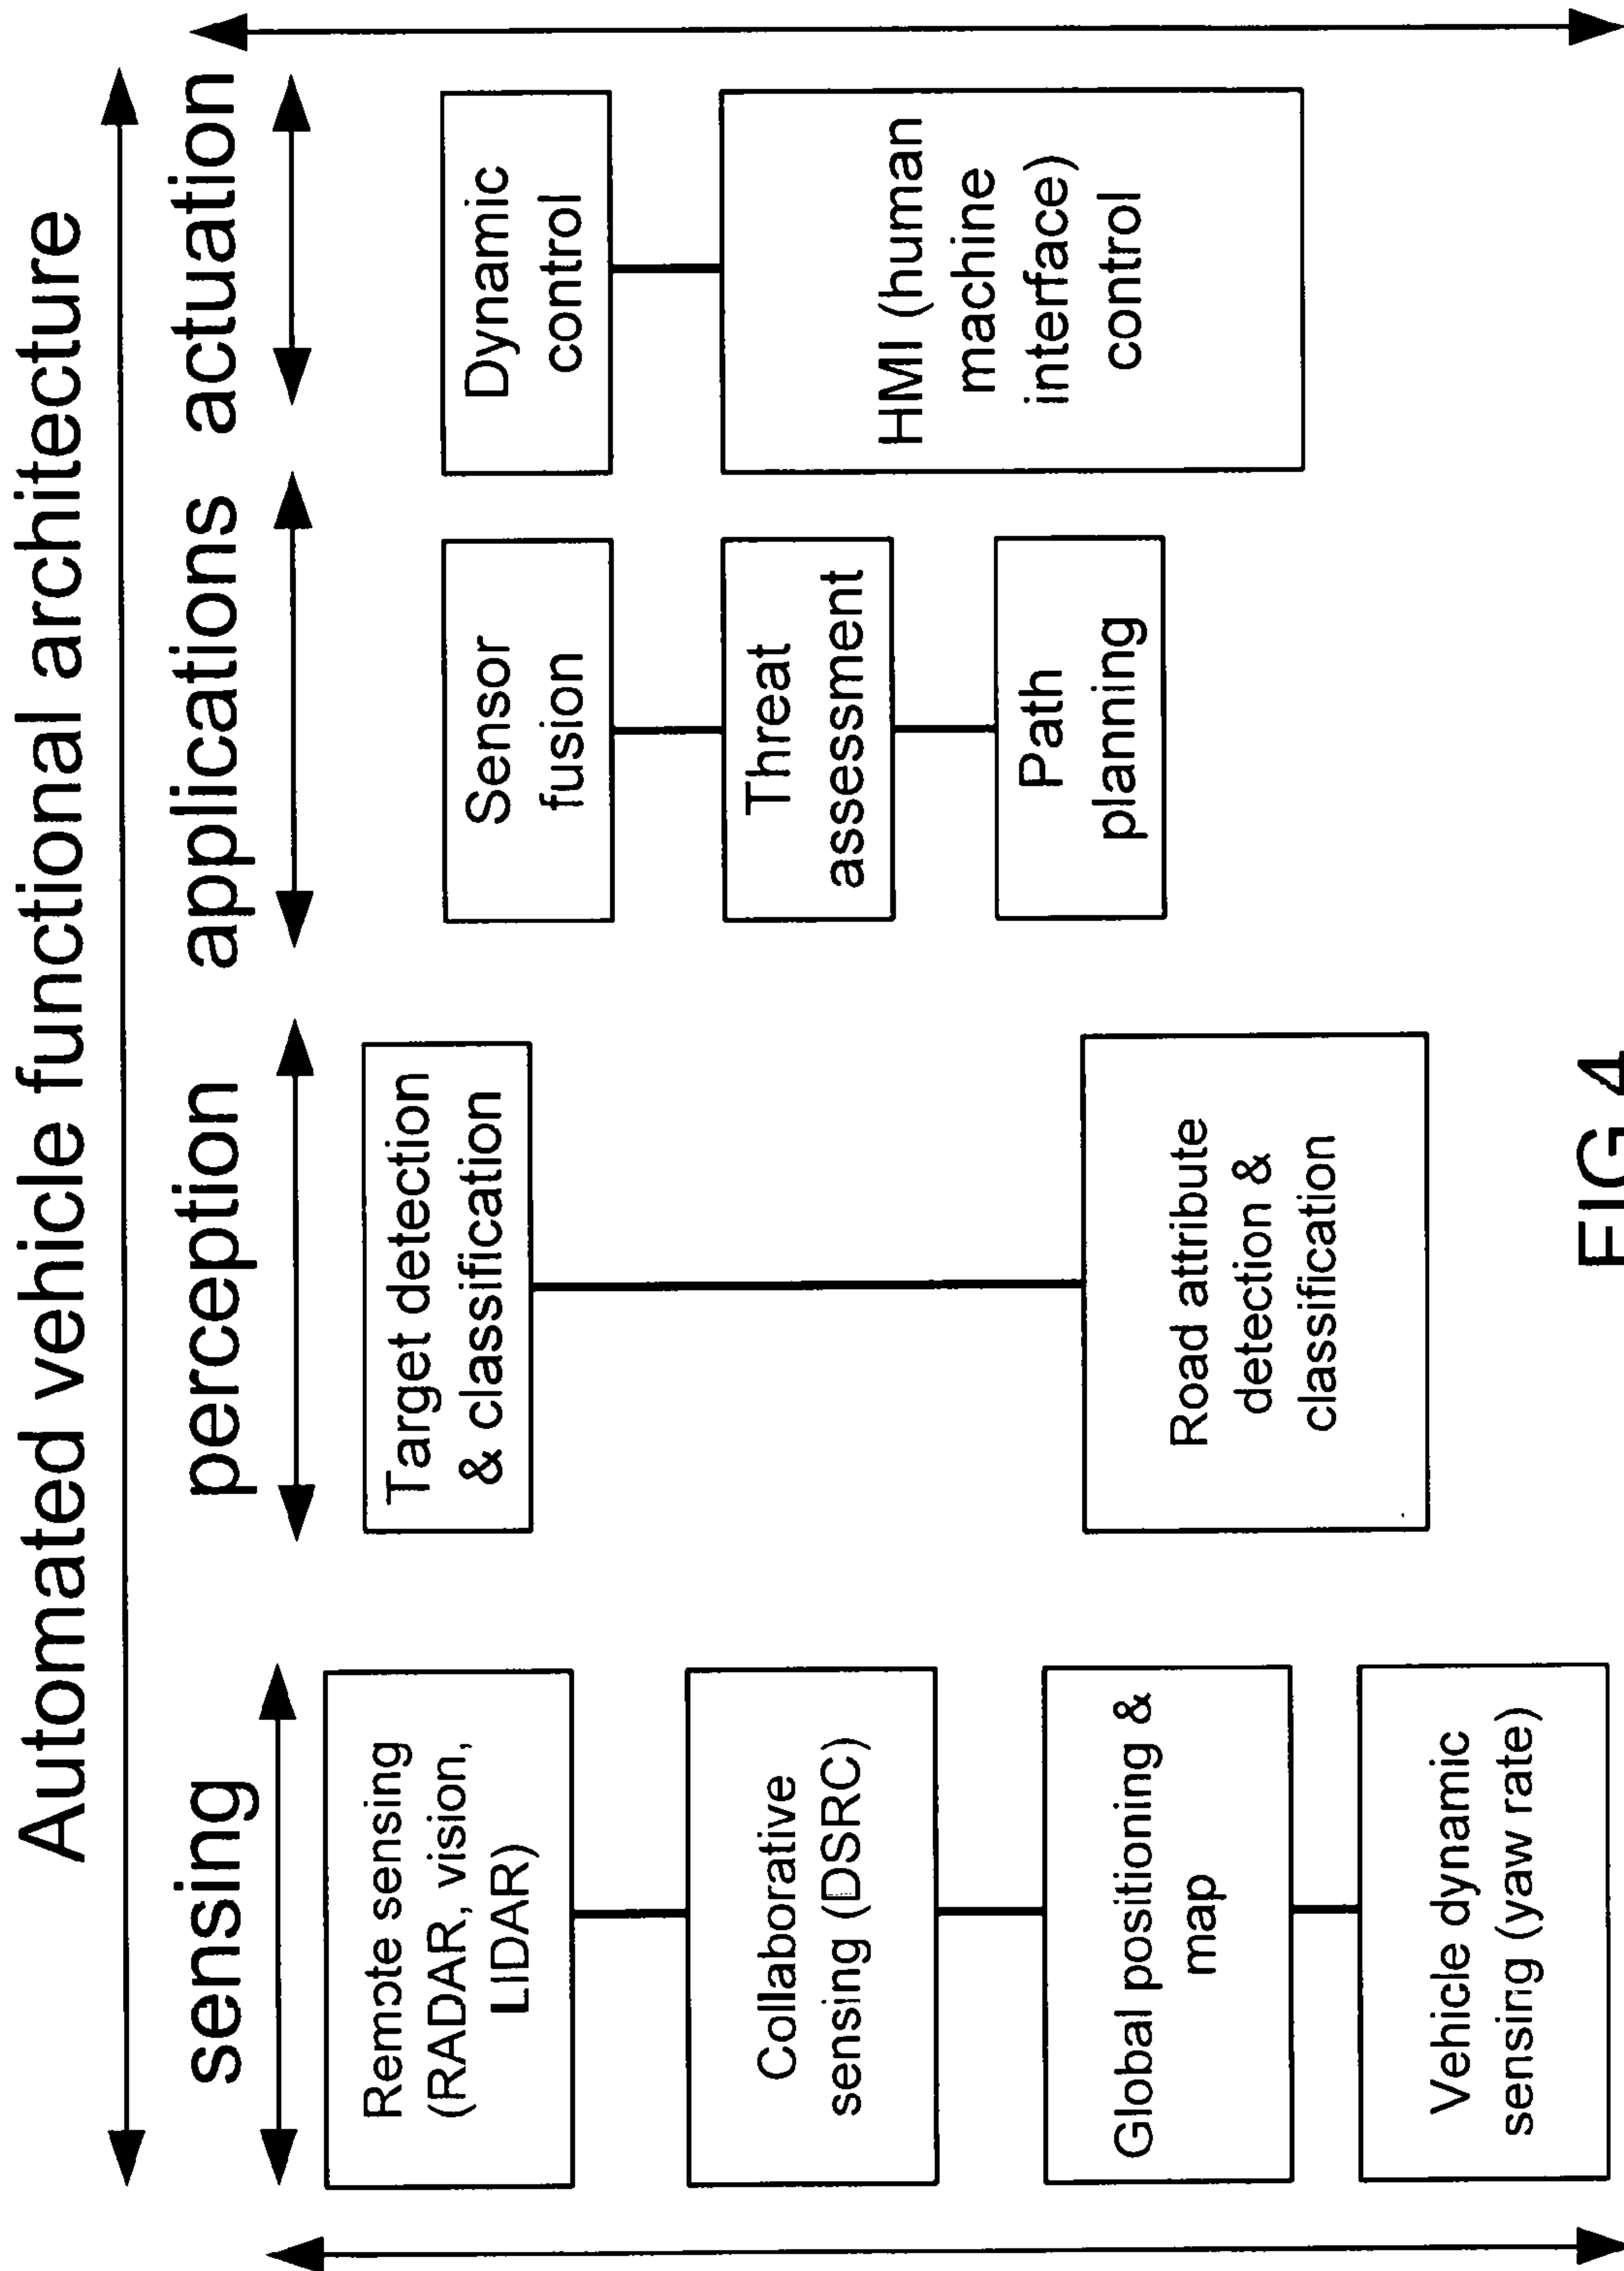 Automated vehicle functional architecture
sensing
perception
applications
actuation
Remote sensing
(RADAR, vision,
LIDAR)
Collaborative
sensing (DSRC)
Global positioning &
map
Vehicle dynamic
sensing (yaw rate)
Target detection
& classification
Road attribute
detection &
classification
Sensor
fusion
Threat
assessment
Path
planning
Dynamic
control
HMI (human
machine
interface)
control
FIG 4